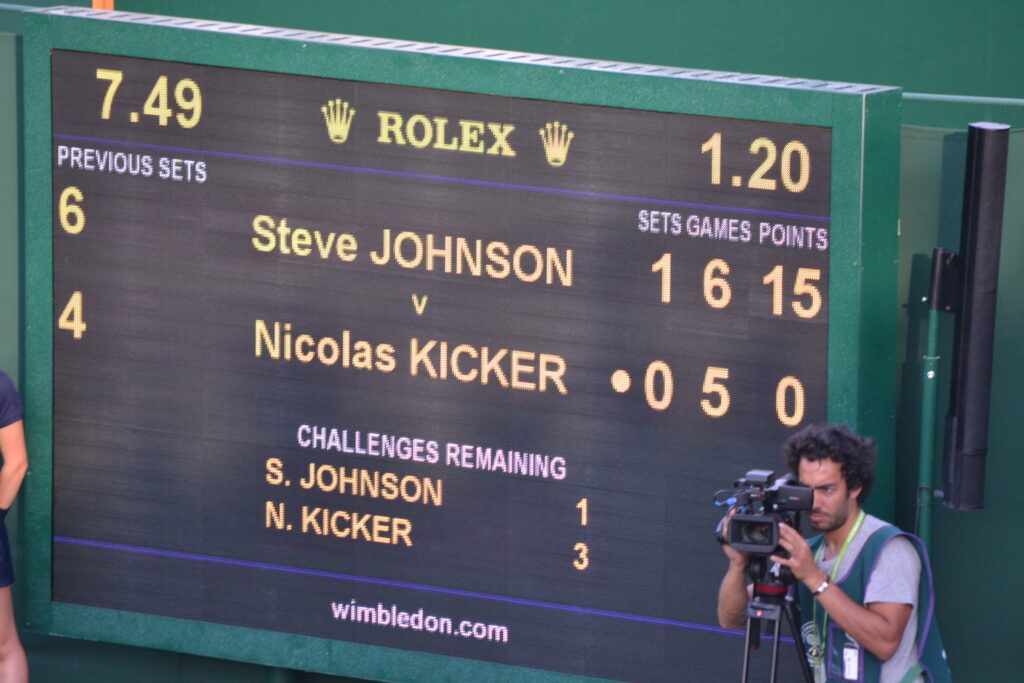 7.49 ROLEX 1.20
PREVIOUS SETS
SETS GAMES POINTS
6 Steve JOHNSON 1 6 15
v
4 Nicolas KICKER • 0 5 0
CHALLENGES REMAINING
S. JOHNSON 1
N. KICKER 3
wimbledon.com